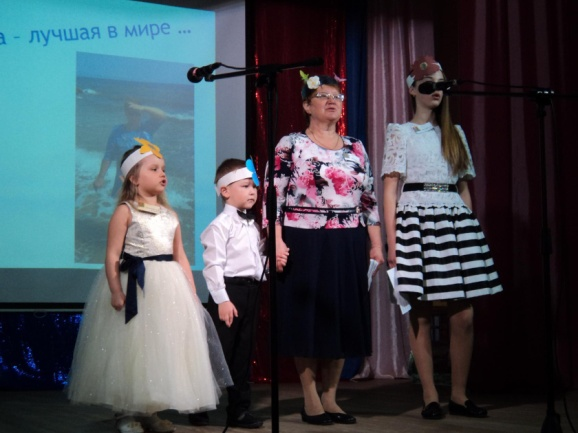 а - лучшая в мире ...